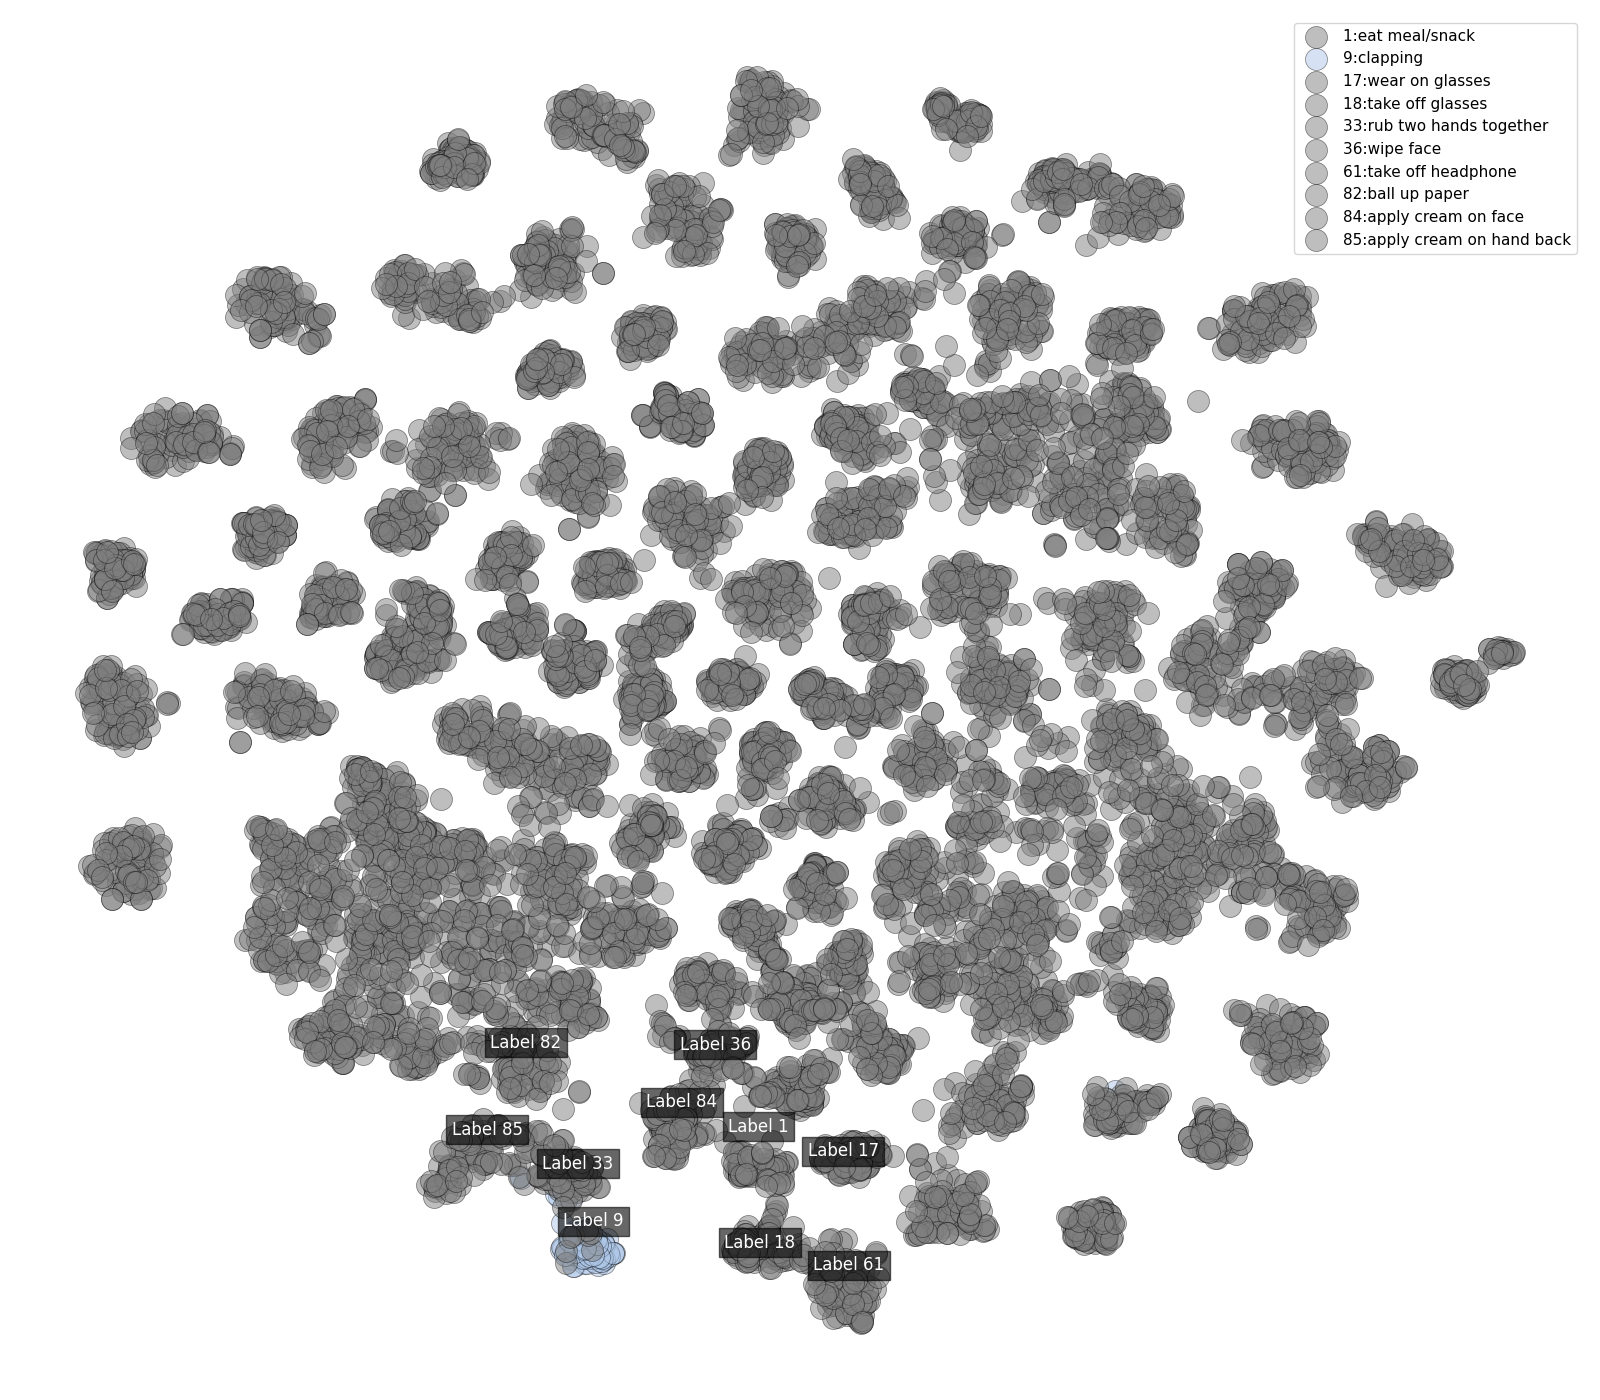 1:eat meal/snack
9:clapping
17:wear on glasses
18:take off glasses
33:rub two hands together
36:wipe face
61:take off headphone
82:ball up paper
84:apply cream on face
85:apply cream on hand back
Label 82
Label 36
Label 84
Label 1
Label 85
Label 17
Label 33
Label 9
Label 18
Label 61